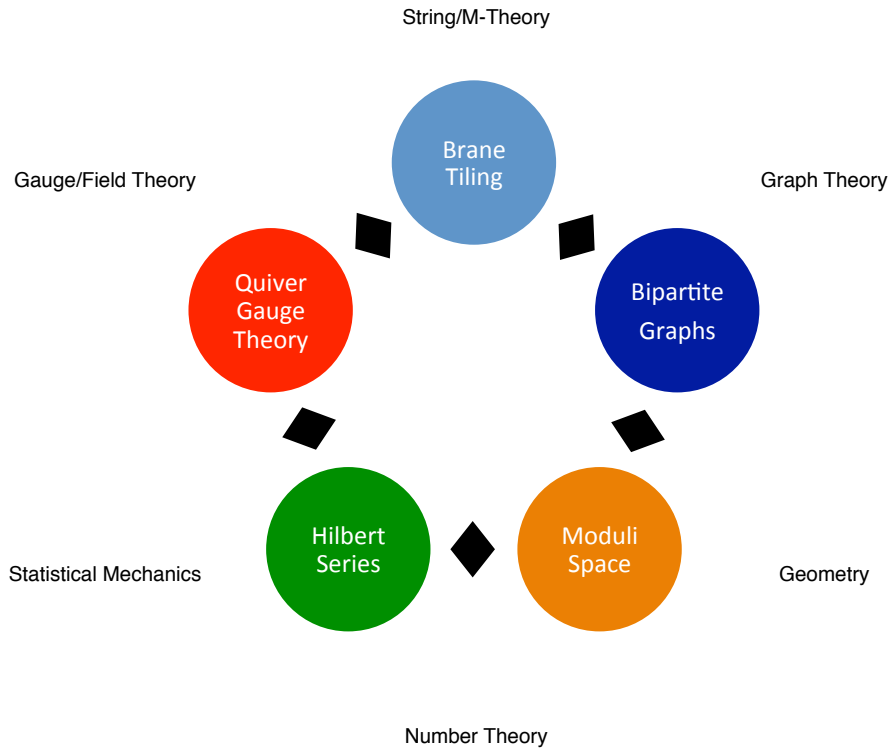 String/M-Theory
Brane
Tiling
Gauge/Field Theory
Graph Theory
Quiver
Gauge
Theory
Bipartite
Graphs
Hilbert
Series
Moduli
Space
Statistical Mechanics
Geometry
Number Theory